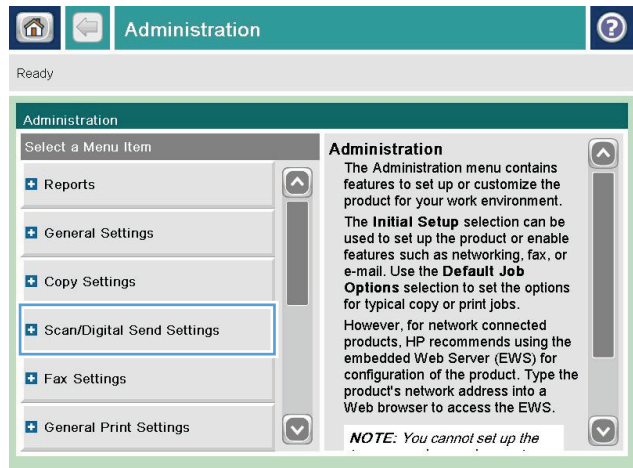 Administration
?
Ready
Administration
Select a Menu Item
Reports
General Settings
Copy Settings
Scan/Digital Send Settings
Fax Settings
General Print Settings
Administration
The Administration menu contains
features to set up or customize the
product for your work environment.
The Initial Setup selection can be
used to set up the product or enable
features such as networking, fax, or
e-mail. Use the Default Job
Options selection to set the options
for typical copy or print jobs.
However, for network connected
products, HP recommends using the
embedded Web Server (EWS) for
configuration of the product. Type the
product's network address into a
Web browser to access the EWS.
NOTE: You cannot set up the